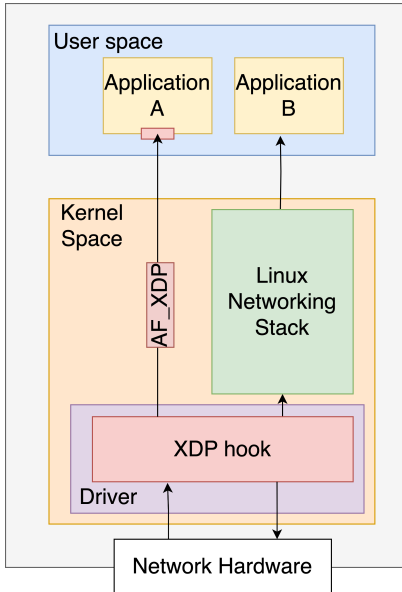 User space
Application
A
Application
B
Kernel
Space
AF_XDP
Linux
Networking
Stack
XDP hook
Driver
Network Hardware